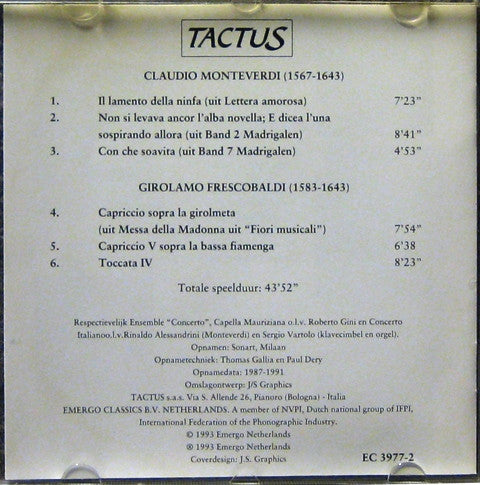 TACTUS
CLAUDIO MONTEVERDI (1567-1643)
1. Il lamento della ninfa (uit Lettera amorosa) 7'23"
2. Non si levava ancor l'alba novella; E dicea l'una
sospirando allora (uit Band 2 Madrigalen) 8'41"
3. Con che soavita (uit Band 7 Madrigalen) 4'53"
GIROLAMO FRESCOBALDI (1583-1643)
4. Capriccio sopra la girolmeta
(uit Messa della Madonna uit "Fiori musicali") 7'54"
5. Capriccio V sopra la bassa fiamenga 6'38
6. Toccata IV 8'23"
Totale speelduur: 43'52"
Respectievelijk Ensemble "Concerto", Capella Mauriziana o.l.v. Roberto Gini en Concerto
Italianoo.l.v.Rinaldo Alessandrini (Monteverdi) en Sergio Vartolo (klavecimbel en orgel).
Opnamen: Sonart, Milaan
Opnametechniek: Thomas Gallia en Paul Dery
Opnamedata: 1987-1991
Omslagontwerp: J/S Graphics
TACTUS s.a.s. Via S. Allende 26, Pianoro (Bologna) - Italia
EMERGO CLASSICS B.V. NETHERLANDS. A member of NVPI, Dutch national group of IFPI,
International Federation of the Phonographic Industry.
© 1993 Emergo Netherlands
℗ 1993 Emergo Netherlands
Coverdesign: J.S. Graphics EC 3977-2